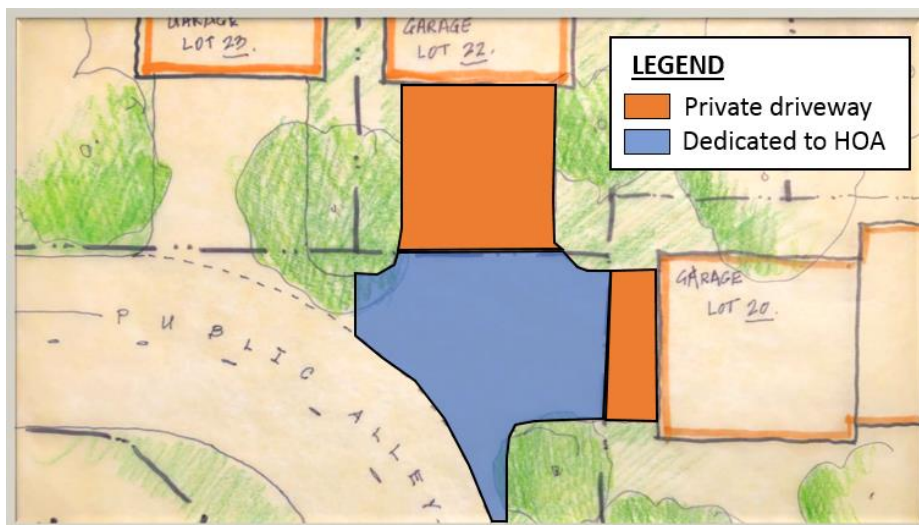 GARAGE
LOT 23.
GARAGE
LOT 22.
LEGEND
Private driveway
Dedicated to HOA
GARAGE
LOT 20.
PUBLIC ALLEY